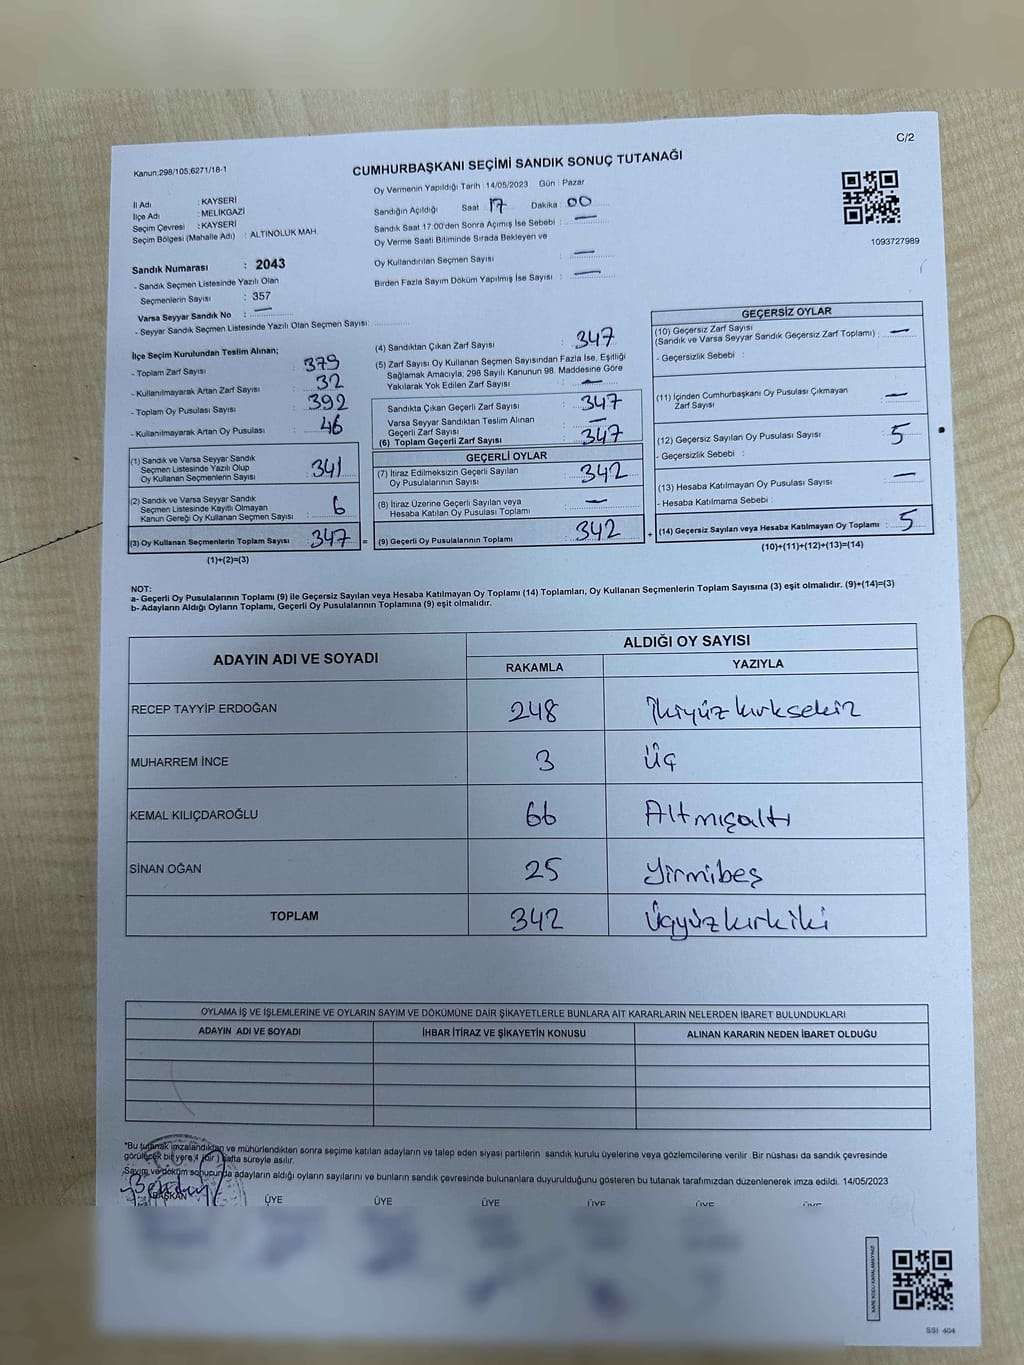 C/2
Kanun.298/105,6271/18-1
CUMHURBAŞKANI SEÇİMİ SANDIK SONUÇ TUTANAĞI
İl Adı : KAYSERİ
İlçe Adı : MELİKGAZİ
Seçim Çevresi : KAYSERİ
Seçim Bölgesi (Mahalle Adı) : ALTINOLUK MAH.
Sandık Numarası : 2043
- Sandık Seçmen Listesinde Yazılı Olan
Seçmenlerin Sayısı : 357
Varsa Seyyar Sandık No : —
- Seyyar Sandık Seçmen Listesinde Yazılı Olan Seçmen Sayısı:
Oy Vermenin Yapıldığı Tarih : 14/05/2023 Gün : Pazar
Sandığın Açıldığı Saat : 17 Dakika : 00
Sandık Saat 17:00'den Sonra Açımış İse Sebebi : —
Oy Verme Saati Bitiminde Sırada Bekleyen ve
Oy Kullandırılan Seçmen Sayısı —
Birden Fazla Sayım Döküm Yapılmış İse Sayısı : —
1093727989
İlçe Seçim Kurulundan Teslim Alınan;
- Toplam Zarf Sayısı : 379
- Kullanılmayarak Artan Zarf Sayısı : 32
- Toplam Oy Pusulası Sayısı : 392
- Kullanılmayarak Artan Oy Pusulası : 46
(1) Sandık ve Varsa Seyyar Sandık
Seçmen Listesinde Yazılı Olup
Oy Kullanan Seçmenlerin Sayısı : 341
(2) Sandık ve Varsa Seyyar Sandık
Seçmen Listesinde Kayıtlı Olmayan
Kanun Gereği Oy Kullanan Seçmen Sayısı : 6
(3) Oy Kullanan Seçmenlerin Toplam Sayısı : 347 =
(1)+(2)=(3)
(4) Sandıktan Çıkan Zarf Sayısı : 347
(5) Zarf Sayısı Oy Kullanan Seçmen Sayısından Fazla İse, Eşitliği
Sağlamak Amacıyla, 298 Sayılı Kanunun 98. Maddesine Göre
Yakılarak Yok Edilen Zarf Sayısı : —
Sandıkta Çıkan Geçerli Zarf Sayısı : 347
Varsa Seyyar Sandıktan Teslim Alınan
Geçerli Zarf Sayısı : —
(6) Toplam Geçerli Zarf Sayısı : 347
GEÇERLİ OYLAR
(7) İtiraz Edilmeksizin Geçerli Sayılan
Oy Pusulalarının Sayısı : 342
(8) İtiraz Üzerine Geçerli Sayılan veya
Hesaba Katılan Oy Pusulası Toplamı : —
(9) Geçerli Oy Pusulalarının Toplamı : 342 +
GEÇERSİZ OYLAR
(10) Geçersiz Zarf Sayısı
(Sandık ve Varsa Seyyar Sandık Geçersiz Zarf Toplamı) : —
- Geçersizlik Sebebi :
(11) İçinden Cumhurbaşkanı Oy Pusulası Çıkmayan
Zarf Sayısı : —
(12) Geçersiz Sayılan Oy Pusulası Sayısı : 5
- Geçersizlik Sebebi :
(13) Hesaba Katılmayan Oy Pusulası Sayısı : —
- Hesaba Katılmama Sebebi :
(14) Geçersiz Sayılan veya Hesaba Katılmayan Oy Toplamı : 5
(10)+(11)+(12)+(13)=(14)
NOT:
a- Geçerli Oy Pusulalarının Toplamı (9) ile Geçersiz Sayılan veya Hesaba Katılmayan Oy Toplamı (14) Toplamları, Oy Kullanan Seçmenlerin Toplam Sayısına (3) eşit olmalıdır. (9)+(14)=(3)
b- Adayların Aldığı Oyların Toplamı, Geçerli Oy Pusulalarının Toplamına (9) eşit olmalıdır.
ADAYIN ADI VE SOYADI ALDIĞI OY SAYISI
RAKAMLA YAZIYLA
RECEP TAYYİP ERDOĞAN 248 İkiyüzkırksekiz
MUHARREM İNCE 3 Üç
KEMAL KILIÇDAROĞLU 66 Altmışaltı
SİNAN OĞAN 25 Yirmibeş
TOPLAM 342 Üçyüzkırkiki
OYLAMA İŞ VE İŞLEMLERİNE VE OYLARIN SAYIM VE DÖKÜMÜNE DAİR ŞİKAYETLERLE BUNLARA AİT KARARLARIN NELERDEN İBARET BULUNDUKLARI
ADAYIN ADI VE SOYADI İHBAR İTİRAZ VE ŞİKAYETİN KONUSU ALINAN KARARIN NEDEN İBARET OLDUĞU
"Bu tutanak imzalandıktan ve mühürlendikten sonra seçime katılan adayların ve talep eden siyasi partilerin sandık kurulu üyelerine veya gözlemcilerine verilir .Bir nüshası da sandık çevresinde
görülecek bir yere 1 (bir ) hafta süreyle asılır.
Sayım ve döküm sonucunda adayların aldığı oyların sayılarını ve bunların sandık çevresinde bulunanlara duyurulduğunu gösteren bu tutanak tarafımızdan düzenlenerek imza edildi. 14/05/2023
BAŞKAN ÜYE ÜYE ÜYE ÜYE ÜYE ÜYE
SSI 404